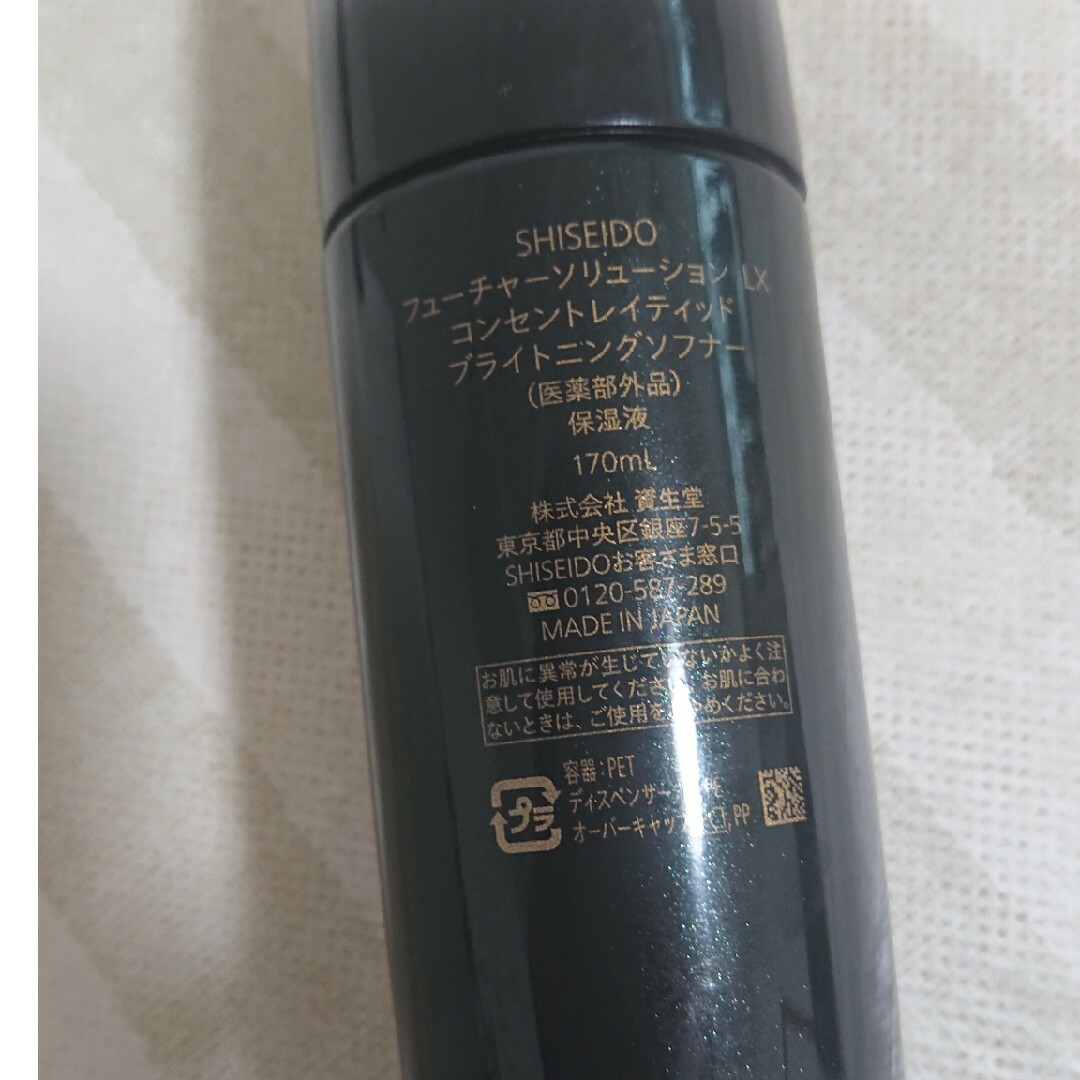 SHISEIDO
フューチャーソリューション LX
コンセントレイティッド
ブライトニングソフナー
（医薬部外品）
保湿液
170mL
株式会社 資生堂
東京都中央区銀座7-5-5
SHISEIDOお客さま窓口
0120-587-289
MADE IN JAPAN
お肌に異常が生じていないかよく注
意して使用してください。お肌に合わ
ないときは、ご使用をやめください。
プラ
容器：PET
ディスペンサー
オーバーキャップ PP